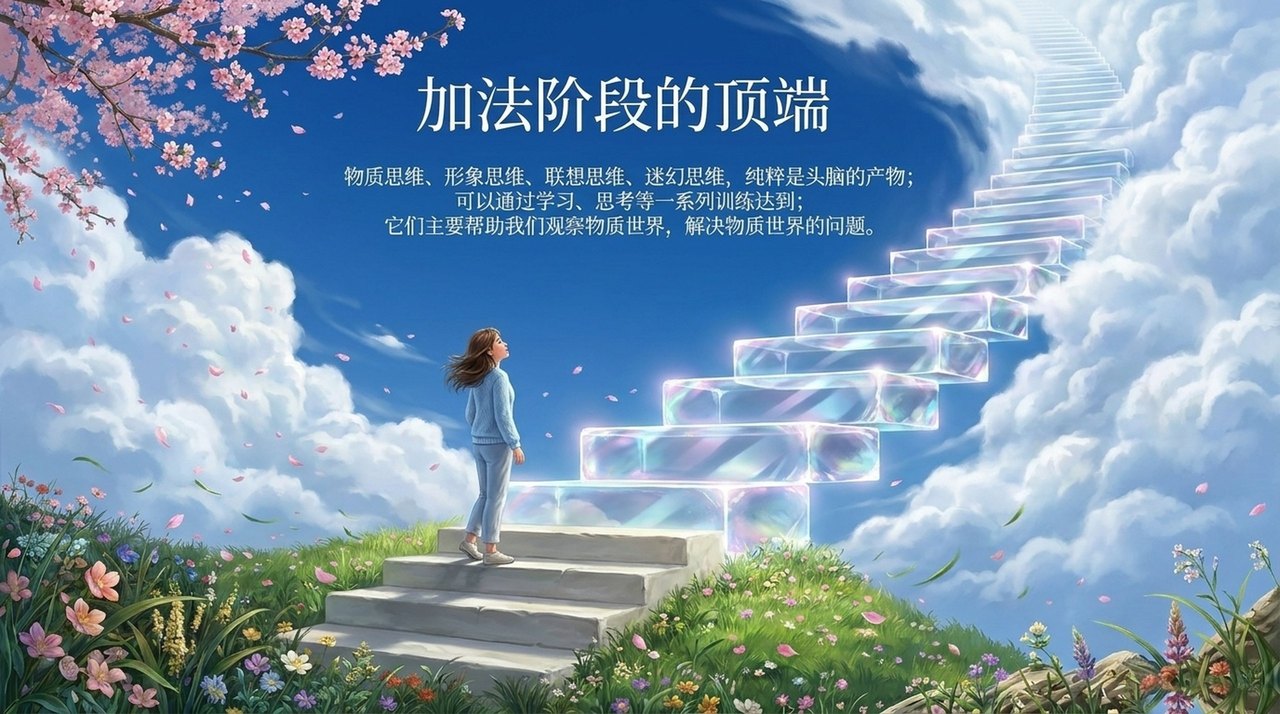 加法阶段的顶端
物质思维、形象思维、联想思维、迷幻思维，纯粹是头脑的产物；
可以通过学习、思考等一系列训练达到；
它们主要帮助我们观察物质世界，解决物质世界的问题。